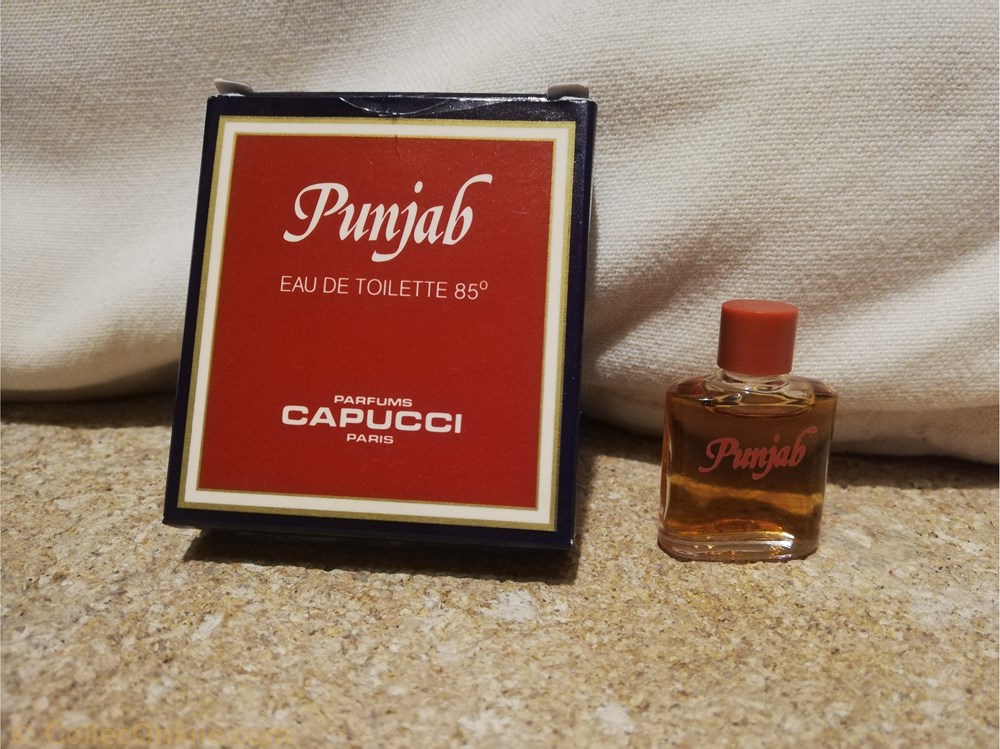 Punjab
EAU DE TOILETTE 85º
PARFUMS
CAPUCCI
PARIS
Punjab